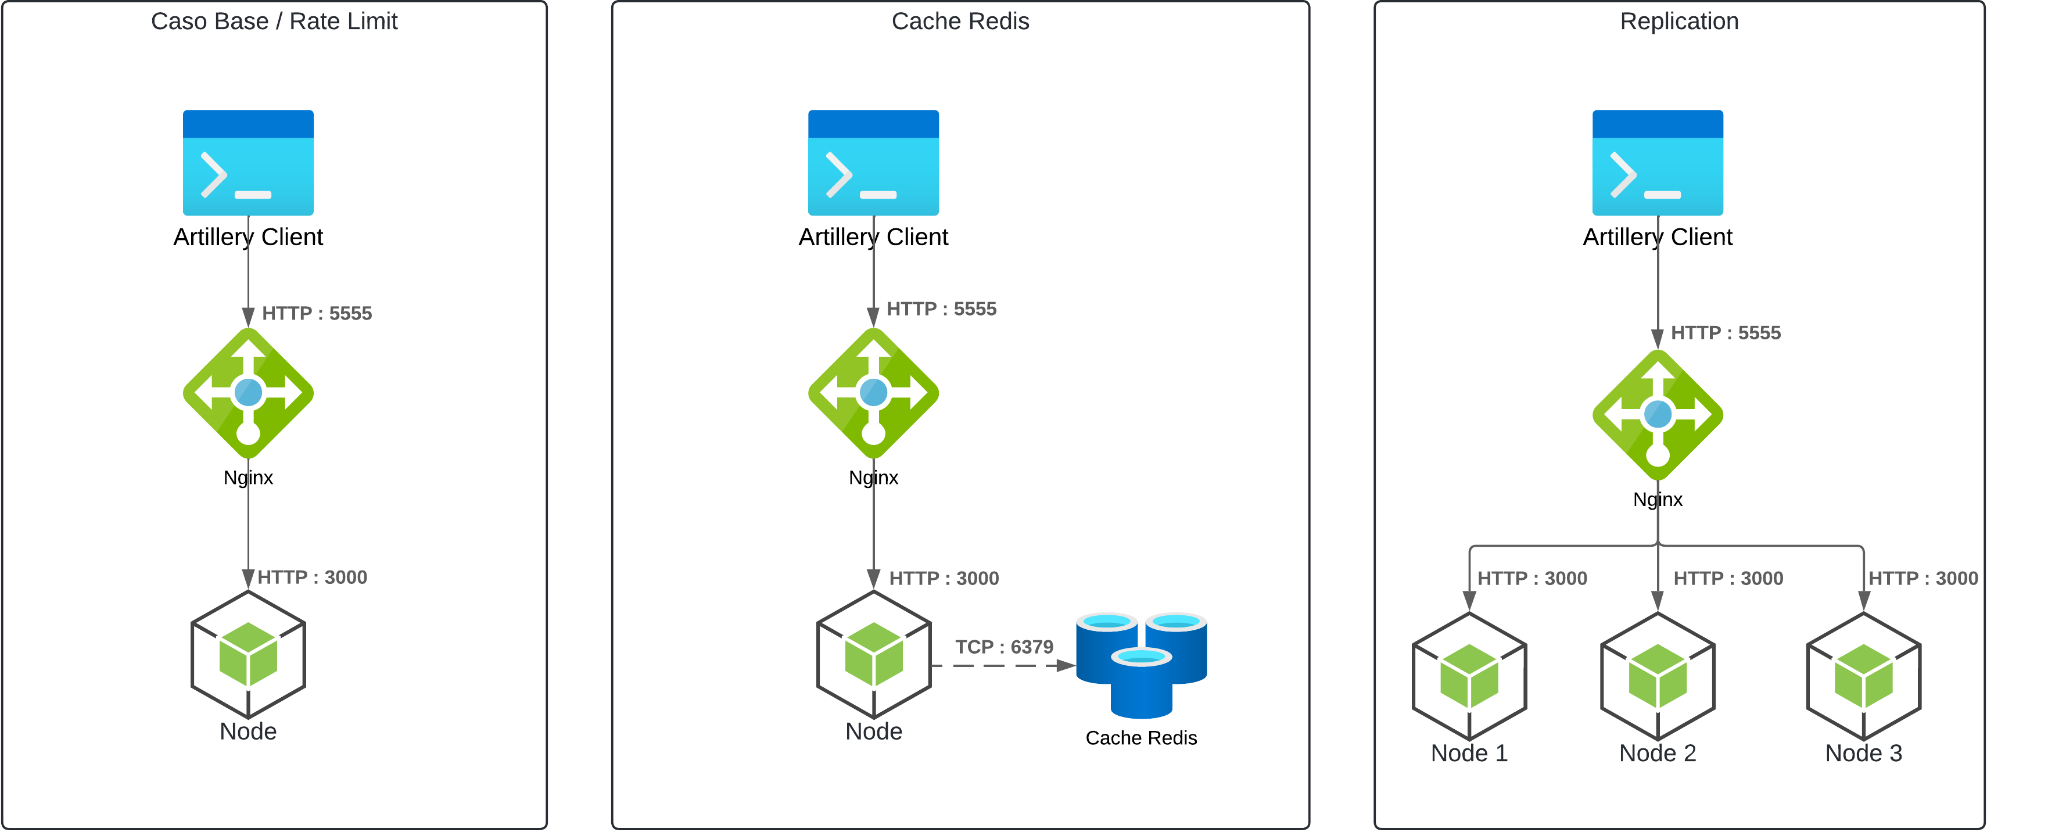 Caso Base / Rate Limit
Artillery Client
HTTP : 5555
Nginx
HTTP : 3000
Node
Cache Redis
Artillery Client
HTTP : 5555
Nginx
HTTP : 3000
TCP : 6379
Node
Cache Redis
Replication
Artillery Client
HTTP : 5555
Nginx
HTTP : 3000
HTTP : 3000
HTTP : 3000
Node 1
Node 2
Node 3